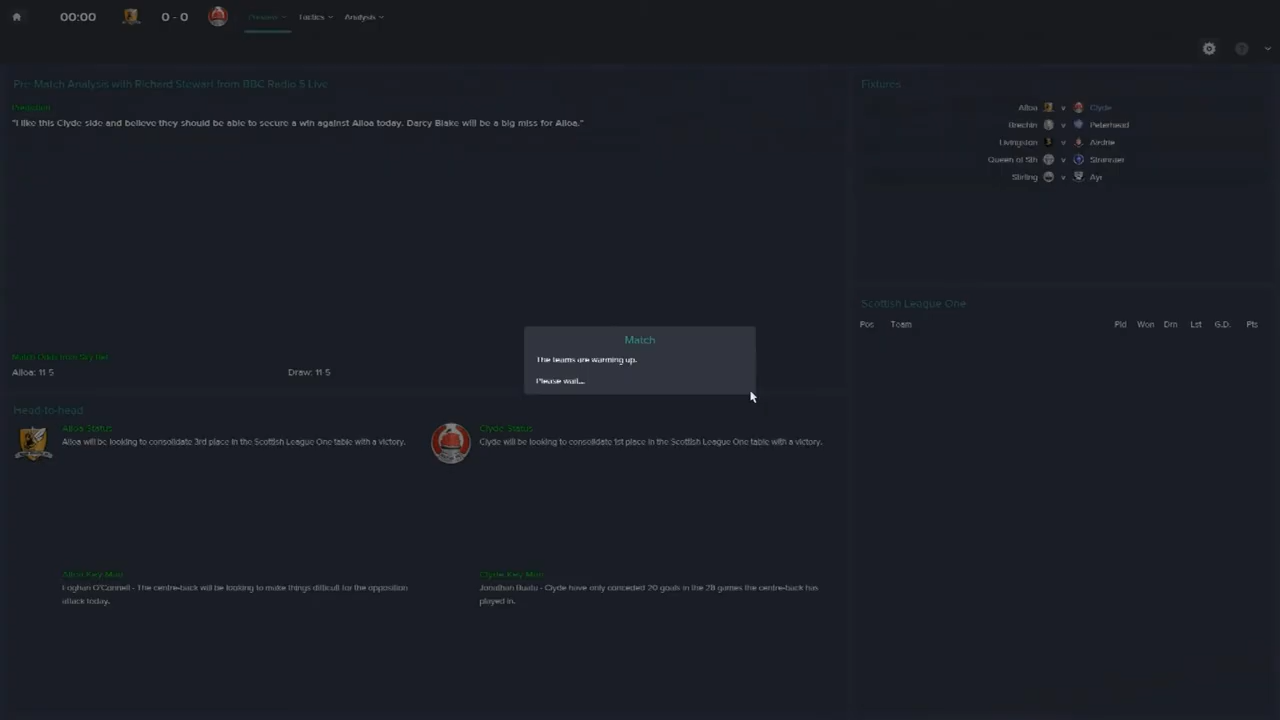 00:00
0 - 0
Tactics
Analysis
Pre-Match Analysis with Richard Stewart from BBC Radio 5 Live
"I like this Clyde side and believe they should be able to secure a win against Alloa today. Darcy Blake will be a big miss for Alloa."
Fixtures
Alloa v Clyde
Brechin v Peterhead
Livingston v Airdrie
Queen of Sth v Stranraer
Stirling v Ayr
Match Odds from Sky Bet
Alloa: 11-5
Draw: 11-5
Match
The teams are warming up.
Please wait...
Scottish League One
Pos Team Pld Won Drn Lst G.D. Pts
Head-to-head
Alloa Status
Alloa will be looking to consolidate 3rd place in the Scottish League One table with a victory.
Clyde Status
Clyde will be looking to consolidate 1st place in the Scottish League One table with a victory.
Alloa Key Man
Eoghan O'Connell - The centre-back will be looking to make things difficult for the opposition
attack today.
Clyde Key Man
Jonathan - Clyde have only conceded 20 goals in the 28 games the centre-back has
played in.